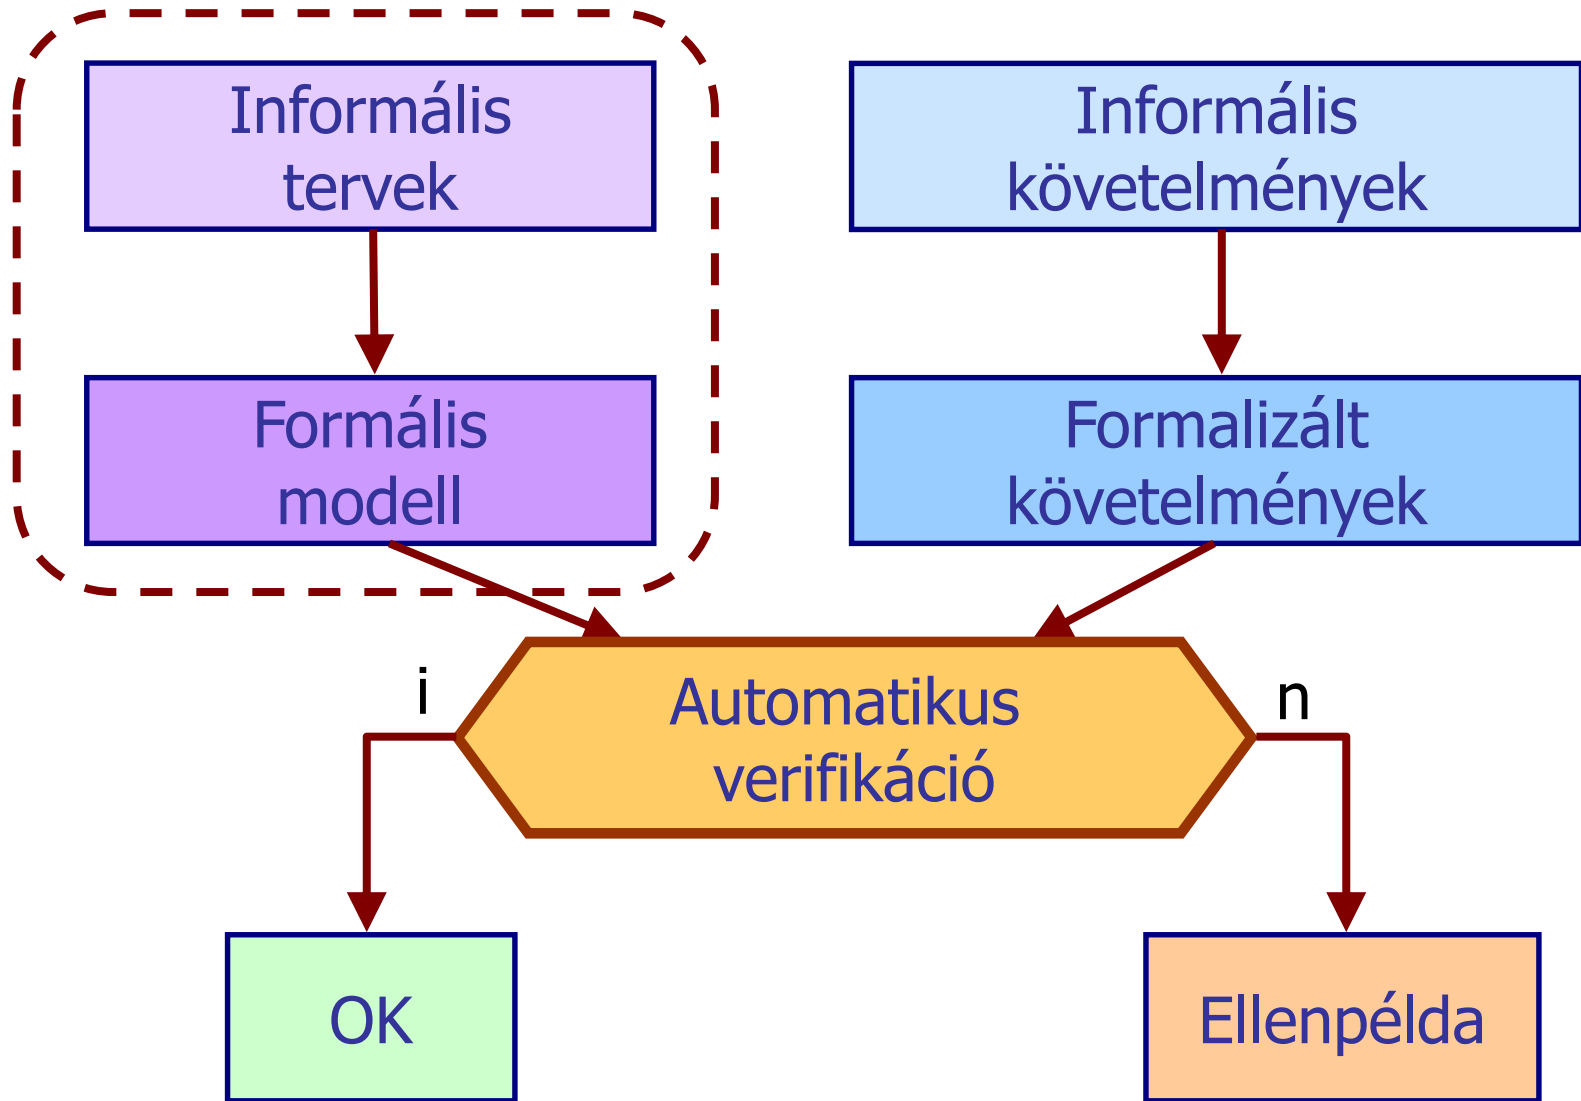 Informális
tervek
Informális
követelmények
Formális
modell
Formalizált
követelmények
i
Automatikus
verifikáció
n
OK
Ellenpélda